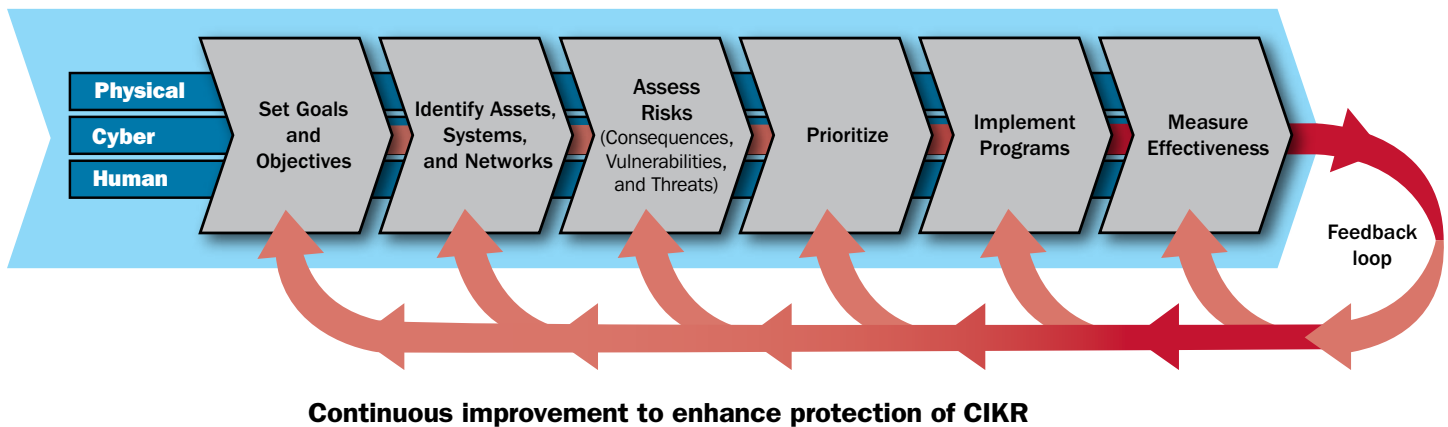 Physical
Cyber
Human
Set Goals
and
Objectives
Identify Assets,
Systems,
and Networks
Assess
Risks
(Consequences,
Vulnerabilities,
and Threats)
Prioritize
Implement
Programs
Measure
Effectiveness
Feedback
loop
Continuous improvement to enhance protection of CIKR